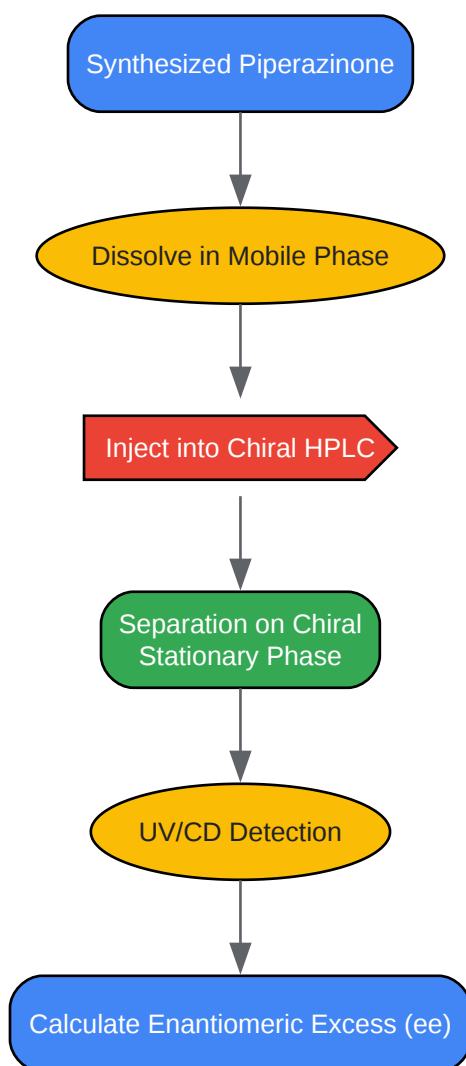 Synthesized Piperazinone
Dissolve in Mobile Phase
Inject into Chiral HPLC
Separation on Chiral
Stationary Phase
UV/CD Detection
Calculate Enantiomeric Excess (ee)